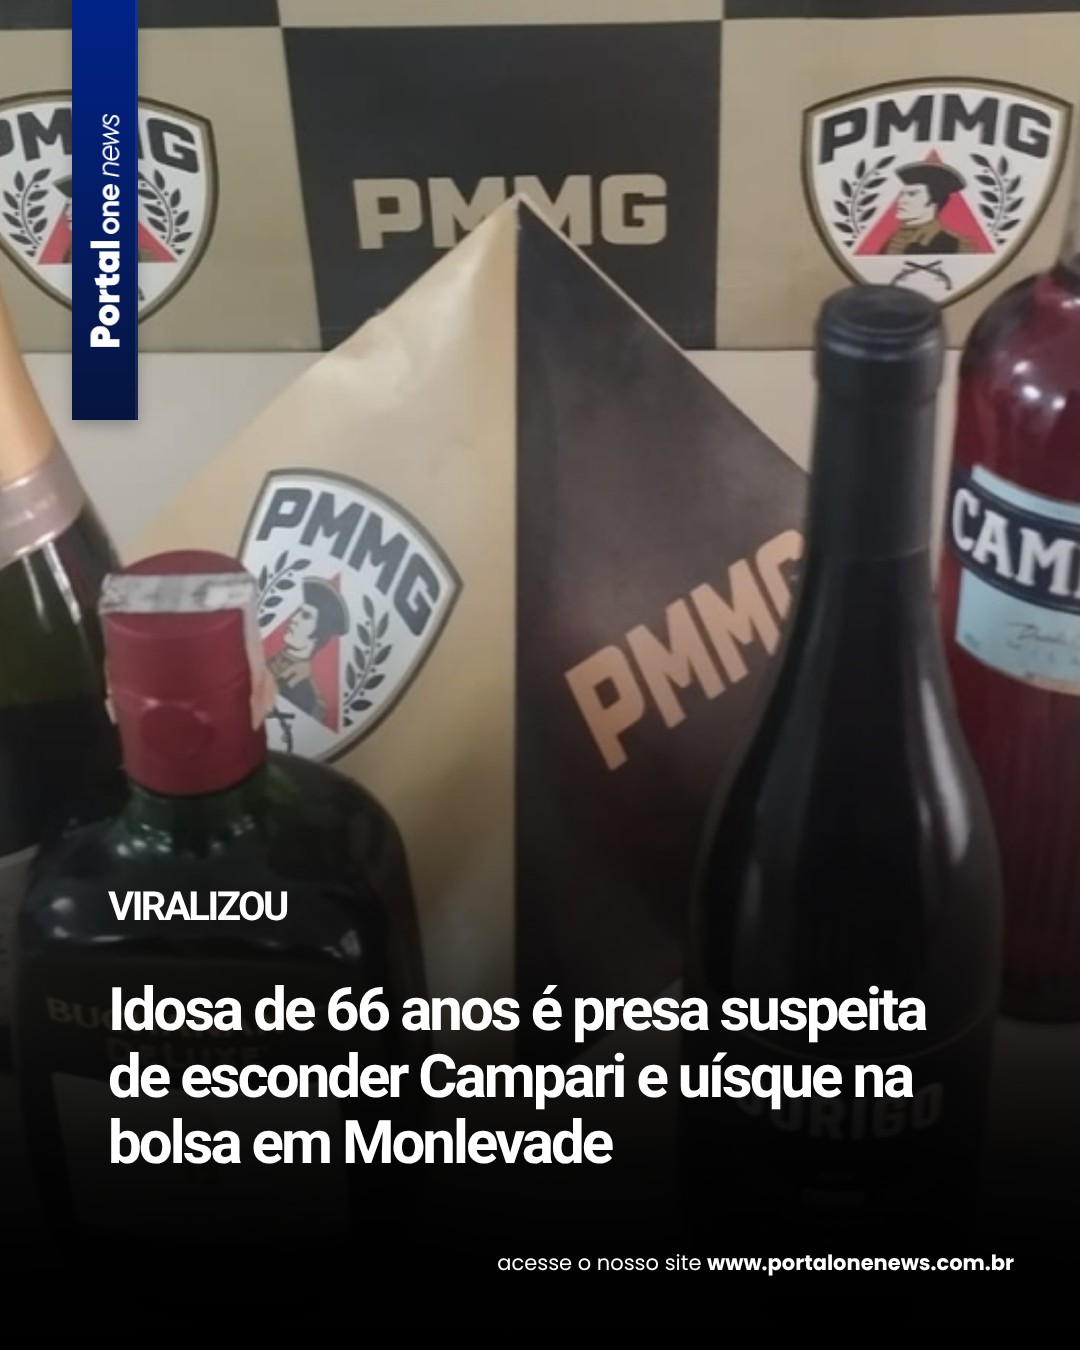 PMMG
PMMG
PMMG
Portal one news
PMMG
PMMG
CAM
VIRALIZOU
Idosa de 66 anos é presa suspeita
de esconder Campari e uísque na
bolsa em Monlevade
acesse o nosso site www.portalonenews.com.br